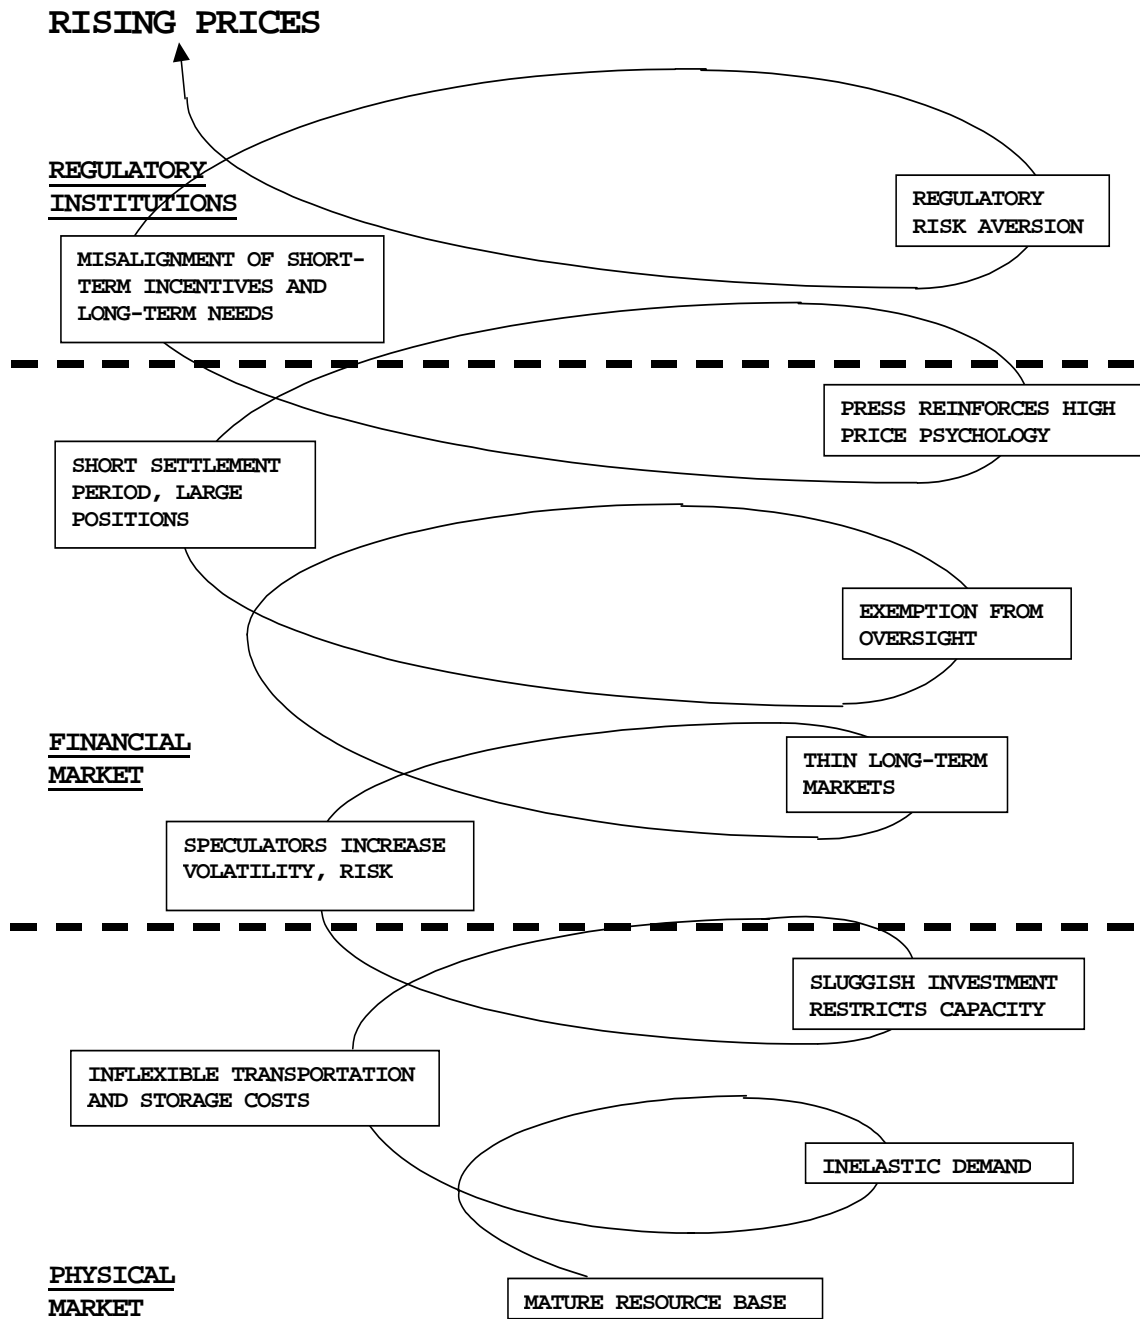 RISING PRICES
REGULATORY
INSTITUTIONS
REGULATORY
RISK AVERSION
MISALIGNMENT OF SHORT-
TERM INCENTIVES AND
LONG-TERM NEEDS
PRESS REINFORCES HIGH
PRICE PSYCHOLOGY
SHORT SETTLEMENT
PERIOD, LARGE
POSITIONS
EXEMPTION FROM
OVERSIGHT
FINANCIAL
MARKET
THIN LONG-TERM
MARKETS
SPECULATORS INCREASE
VOLATILITY, RISK
SLUGGISH INVESTMENT
RESTRICTS CAPACITY
INFLEXIBLE TRANSPORTATION
AND STORAGE COSTS
INELASTIC DEMAND
PHYSICAL
MARKET
MATURE RESOURCE BASE